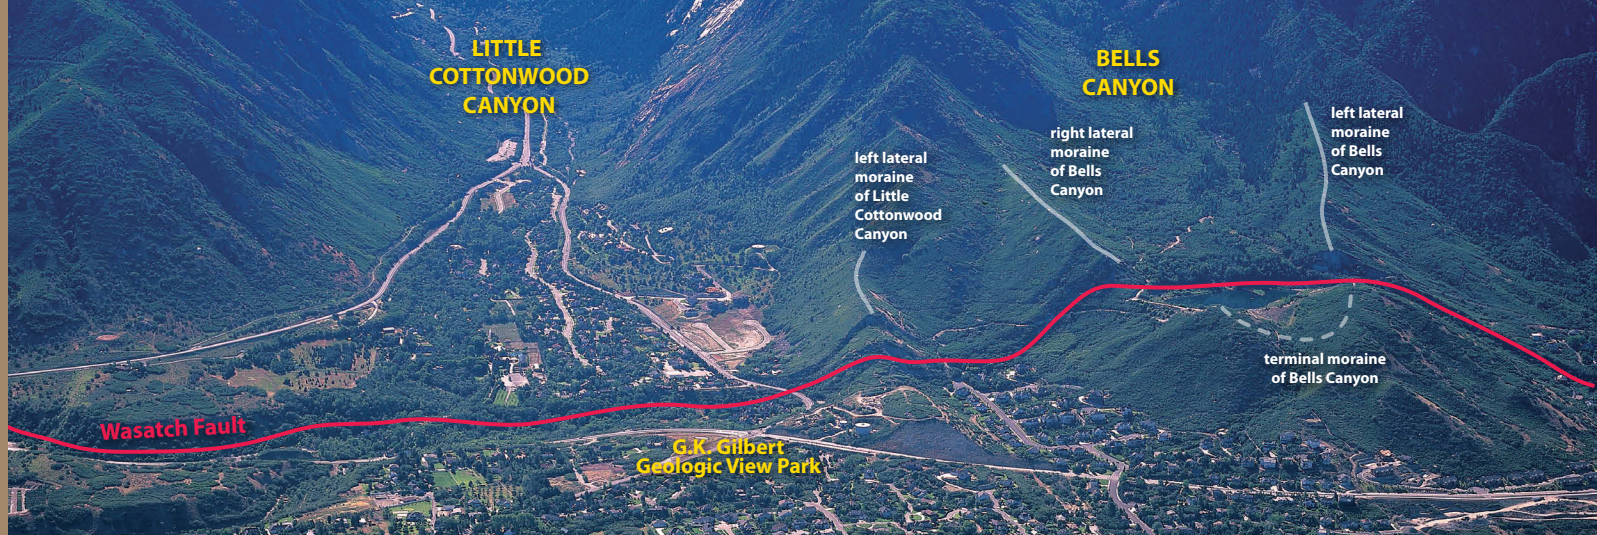 LITTLE
COTTONWOOD
CANYON
BELLS
CANYON
left lateral
moraine
of Little
Cottonwood
Canyon
right lateral
moraine
of Bells
Canyon
left lateral
moraine
of Bells
Canyon
terminal moraine
of Bells Canyon
Wasatch Fault
G.K. Gilbert
Geologic View Park